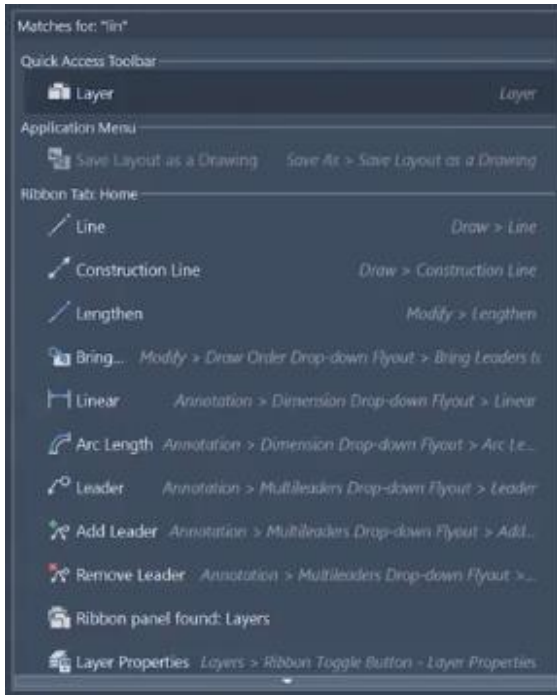 Matches for: "lin"
Quick Access Toolbar
Layer Layer
Application Menu
Save Layout as a Drawing Save As > Save Layout as a Drawing
Ribbon Tab: Home
Line Draw > Line
Construction Line Draw > Construction Line
Lengthen Modify > Lengthen
Bring... Modify > Draw Order Drop-down Flyout > Bring Leaders to
Linear Annotation > Dimension Drop-down Flyout > Linear
Arc Length Annotation > Dimension Drop-down Flyout > Arc Le...
Leader Annotation > Multileaders Drop-down Flyout > Leader
Add Leader Annotation > Multileaders Drop-down Flyout > Add...
Remove Leader Annotation > Multileaders Drop-down Flyout >...
Ribbon panel found: Layers
Layer Properties Layers > Ribbon Toggle Button - Layer Properties